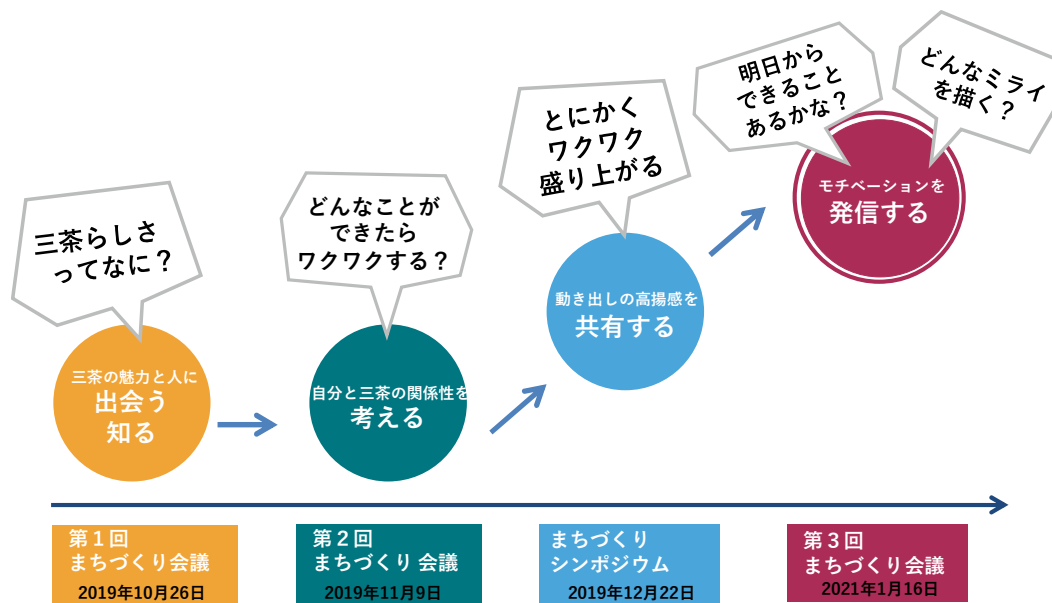 三茶らしさ
ってなに？
どんなことが
できたら
ワクワクする？
とにかく
ワクワク
盛り上がる
明日から
できること
あるかな？
どんなミライ
を描く？
三茶の魅力と人に
出会う
知る
自分と三茶の関係性を
考える
動き出しの高揚感を
共有する
モチベーションを
発信する
第１回
まちづくり会議
2019年10月26日
第２回
まちづくり 会議
2019年11月9日
まちづくり
シンポジウム
2019年12月22日
第３回
まちづくり会議
2021年1月16日